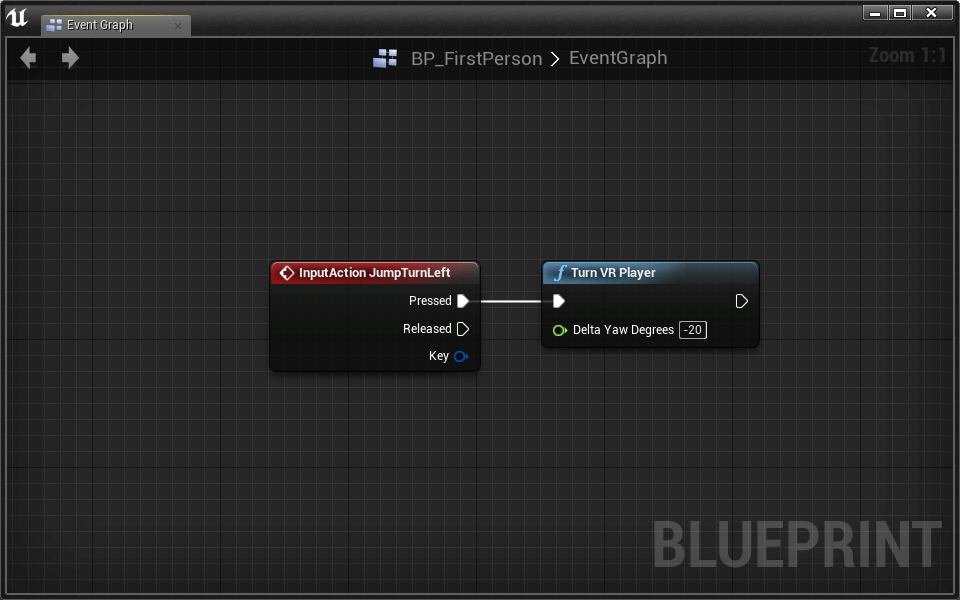 Event Graph
BP_FirstPerson > EventGraph
Zoom 1:1
InputAction JumpTurnLeft
Pressed
Released
Key
f Turn VR Player
Delta Yaw Degrees -20
BLUEPRINT